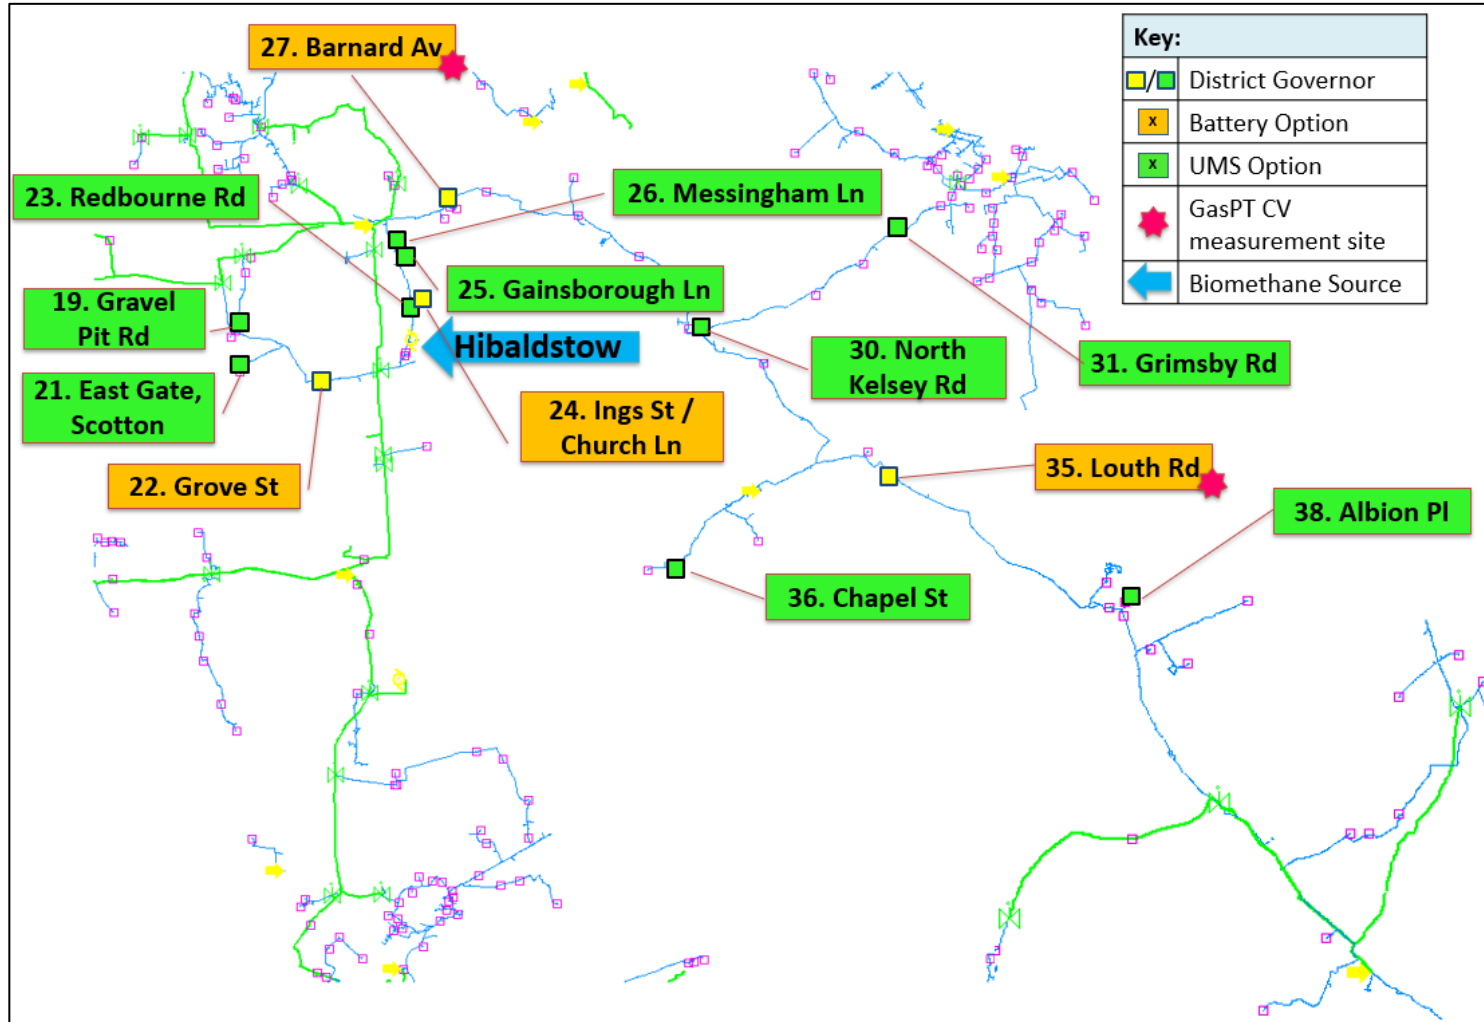 27. Barnard Av
Key:
District Governor
x
Battery Option
x
UMS Option
GasPT CV
measurement site
Biomethane Source
23. Redbourne Rd
26. Messingham Ln
25. Gainsborough Ln
19. Gravel
Pit Rd
Hibaldstow
30. North
Kelsey Rd
31. Grimsby Rd
21. East Gate,
Scotton
24. Ings St /
Church Ln
22. Grove St
35. Louth Rd
38. Albion Pl
36. Chapel St